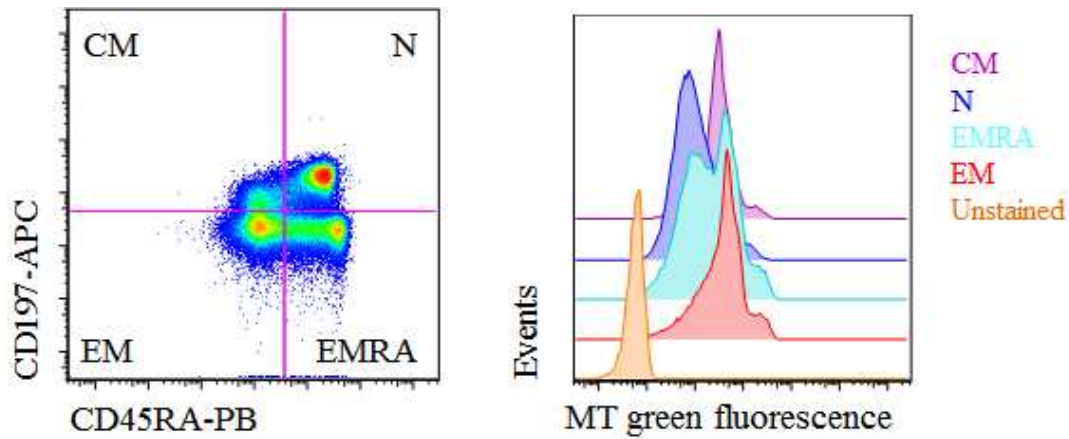 CM
N
EM
EMRA
CD197-APC
CD45RA-PB
Events
MT green fluorescence
CM
N
EMRA
EM
Unstained